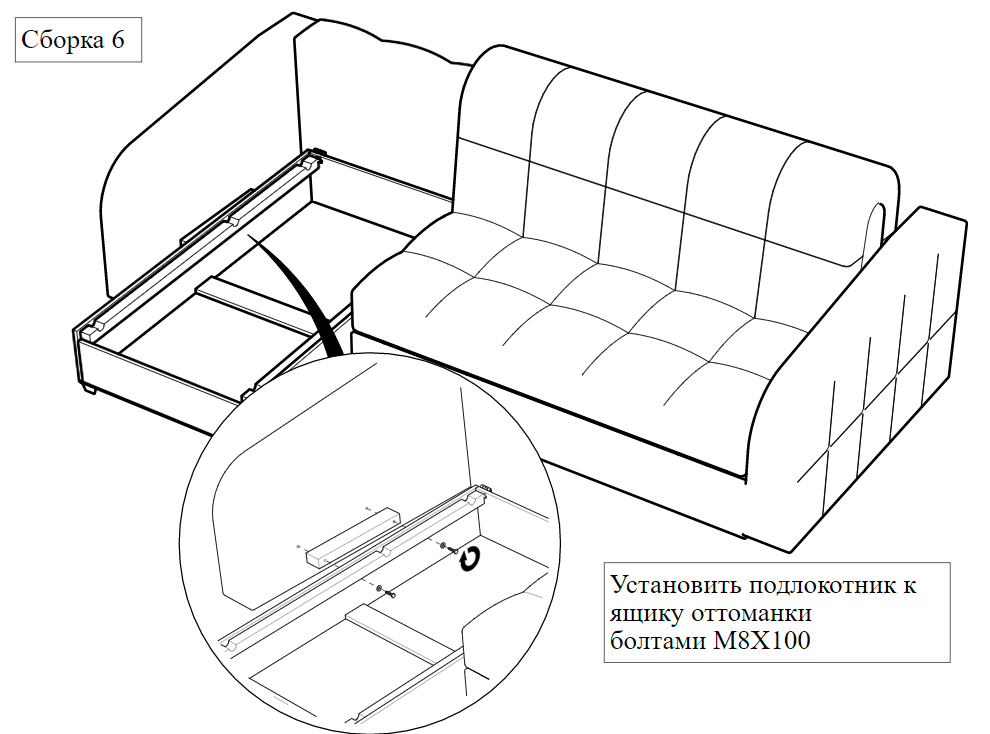 Сборка 6
Установить подлокотник к
ящику оттоманки
болтами М8Х100